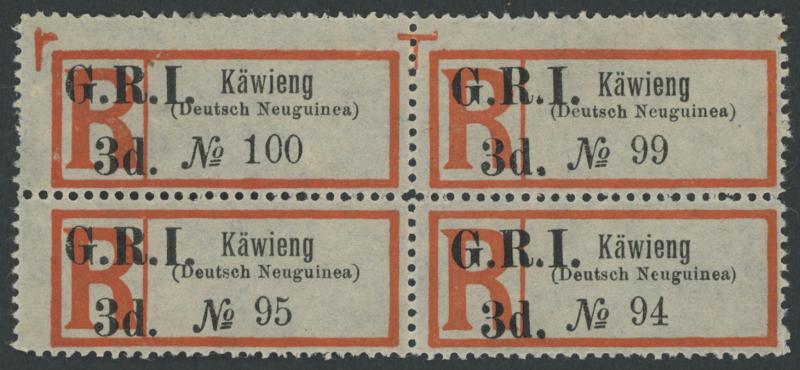 G.R.I. Käwieng
(Deutsch Neuguinea)
R
3d. № 100
G.R.I. Käwieng
(Deutsch Neuguinea)
R
3d. № 99
G.R.I. Käwieng
(Deutsch Neuguinea)
R
3d. № 95
G.R.I. Käwieng
(Deutsch Neuguinea)
R
3d. № 94